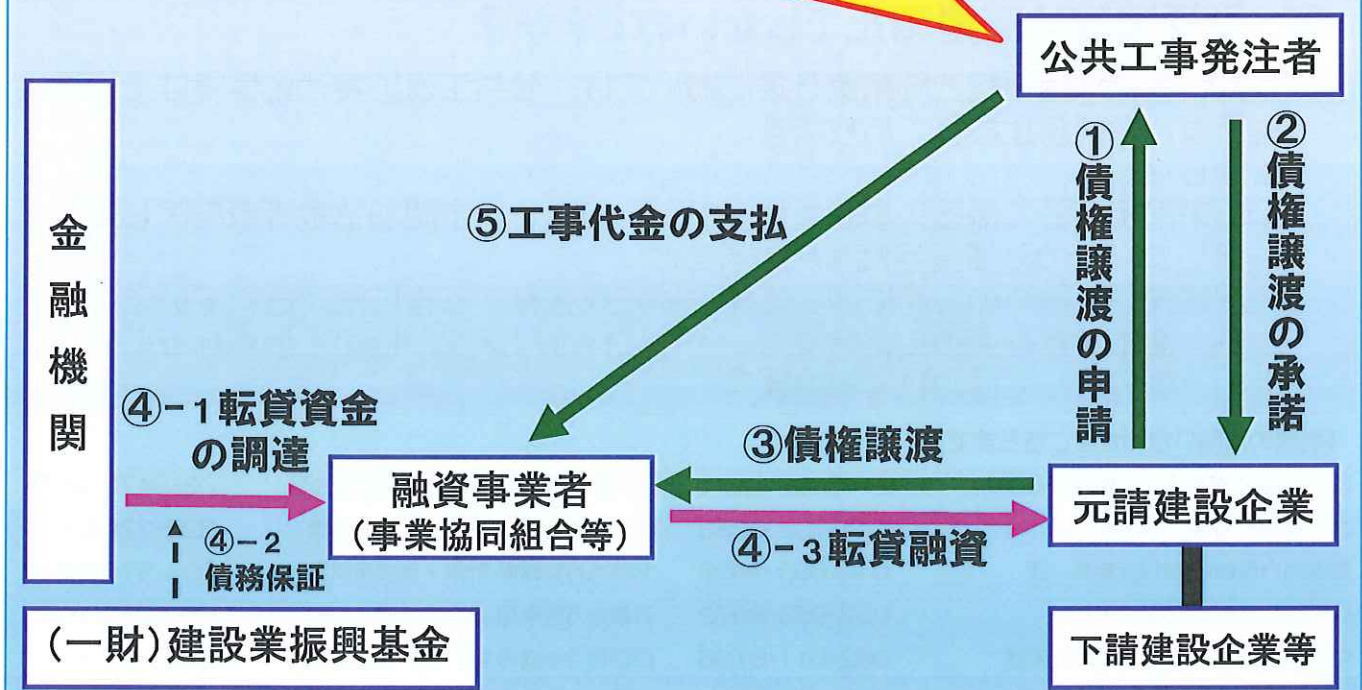 公共工事発注者
金融機関
①債権譲渡の申請
②債権譲渡の承諾
⑤工事代金の支払
④-1転貸資金
の調達
③債権譲渡
融資事業者
(事業協同組合等)
元請建設企業
④-2
債務保証
④-3転貸融資
(一財)建設業振興基金
下請建設企業等